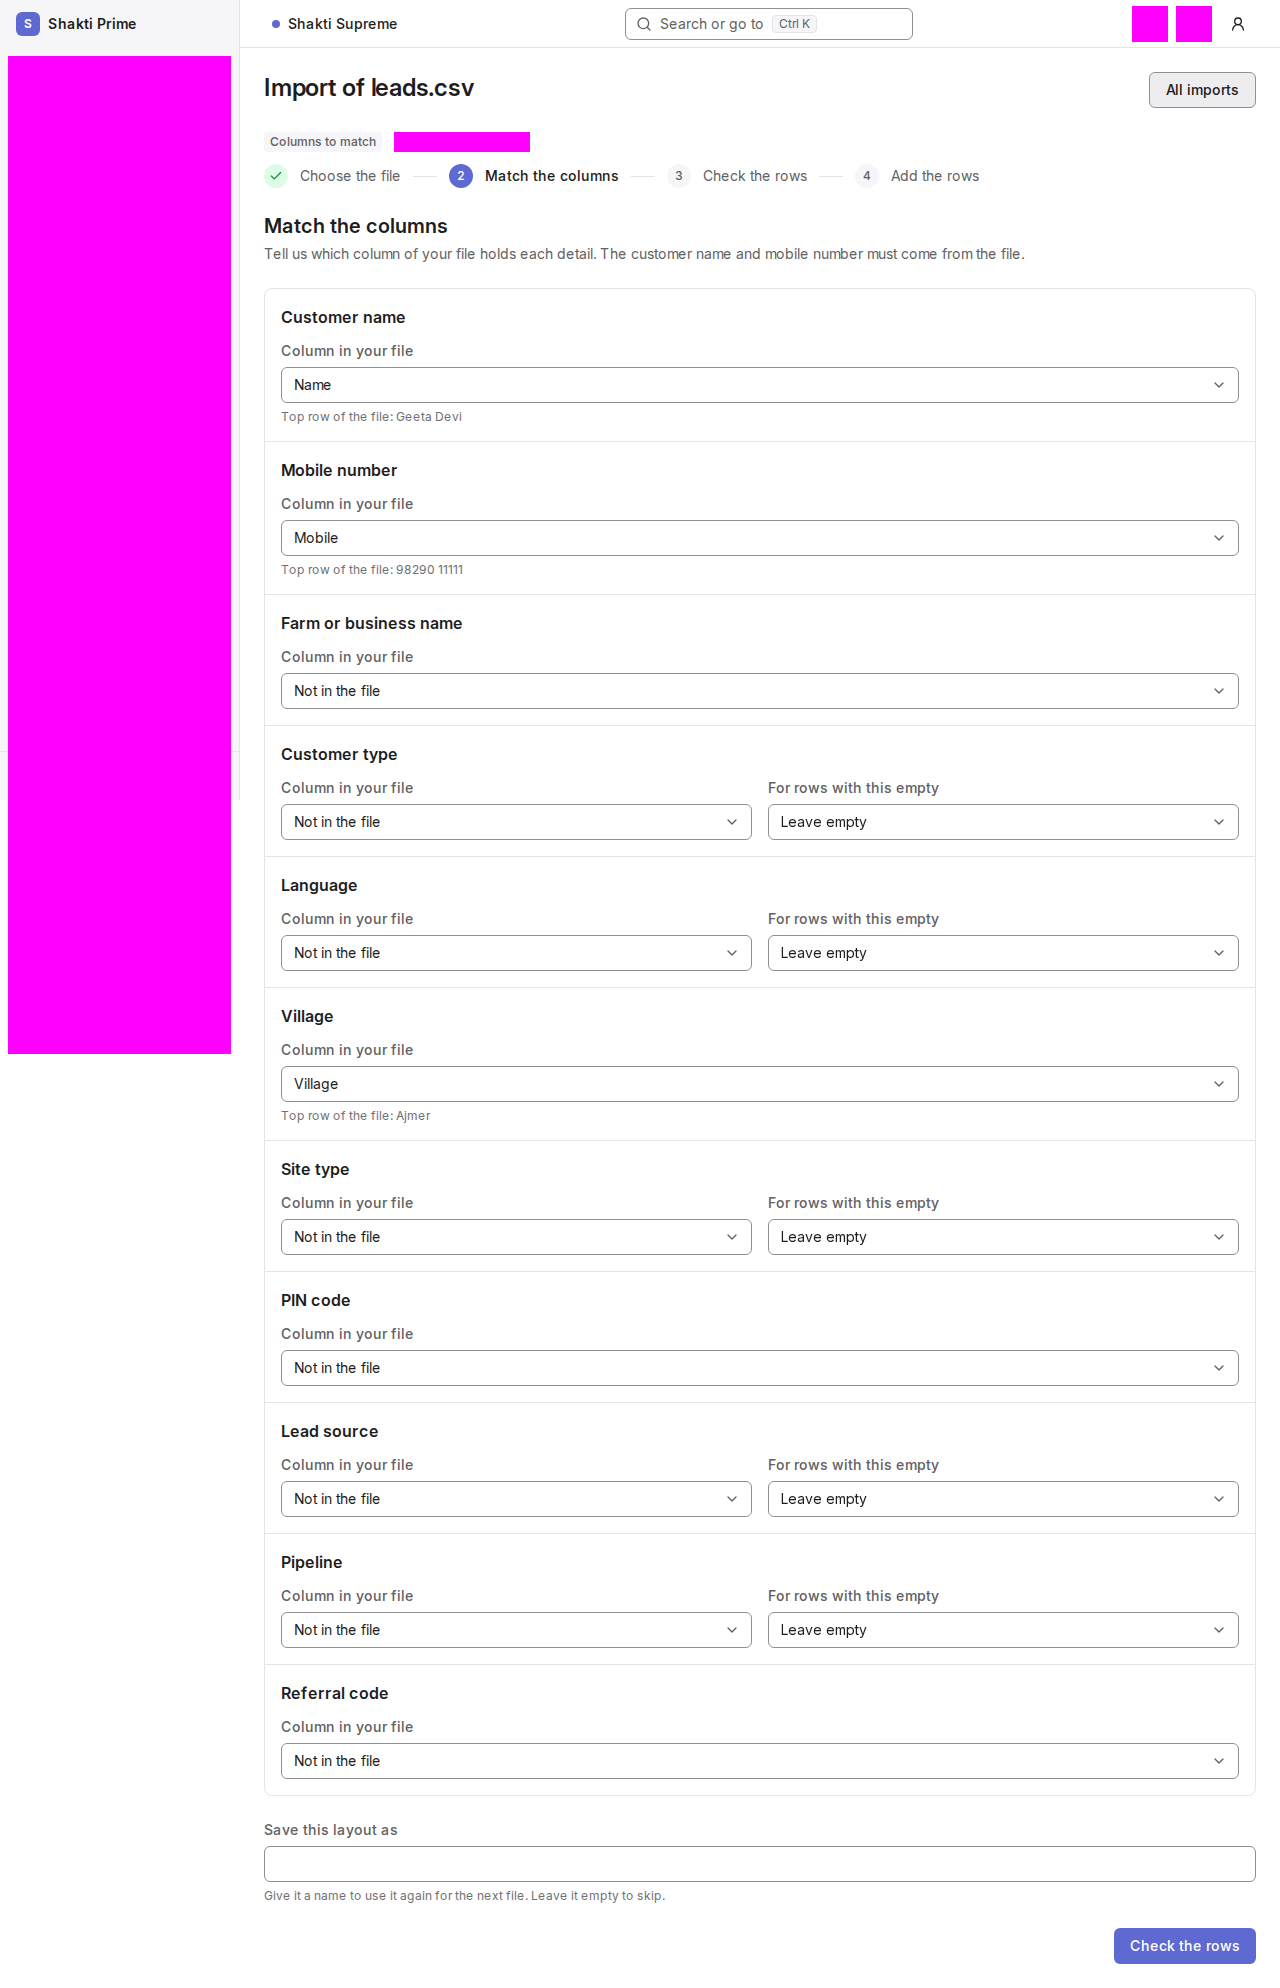 S Shakti Prime
Shakti Supreme
Search or go to Ctrl K
Import of leads.csv
All imports
Columns to match
Choose the file
2 Match the columns
3 Check the rows
4 Add the rows
Match the columns
Tell us which column of your file holds each detail. The customer name and mobile number must come from the file.
Customer name
Column in your file
Name
Top row of the file: Geeta Devi
Mobile number
Column in your file
Mobile
Top row of the file: 98290 11111
Farm or business name
Column in your file
Not in the file
Customer type
Column in your file For rows with this empty
Not in the file Leave empty
Language
Column in your file For rows with this empty
Not in the file Leave empty
Village
Column in your file
Village
Top row of the file: Ajmer
Site type
Column in your file For rows with this empty
Not in the file Leave empty
PIN code
Column in your file
Not in the file
Lead source
Column in your file For rows with this empty
Not in the file Leave empty
Pipeline
Column in your file For rows with this empty
Not in the file Leave empty
Referral code
Column in your file
Not in the file
Save this layout as
Give it a name to use it again for the next file. Leave it empty to skip.
Check the rows